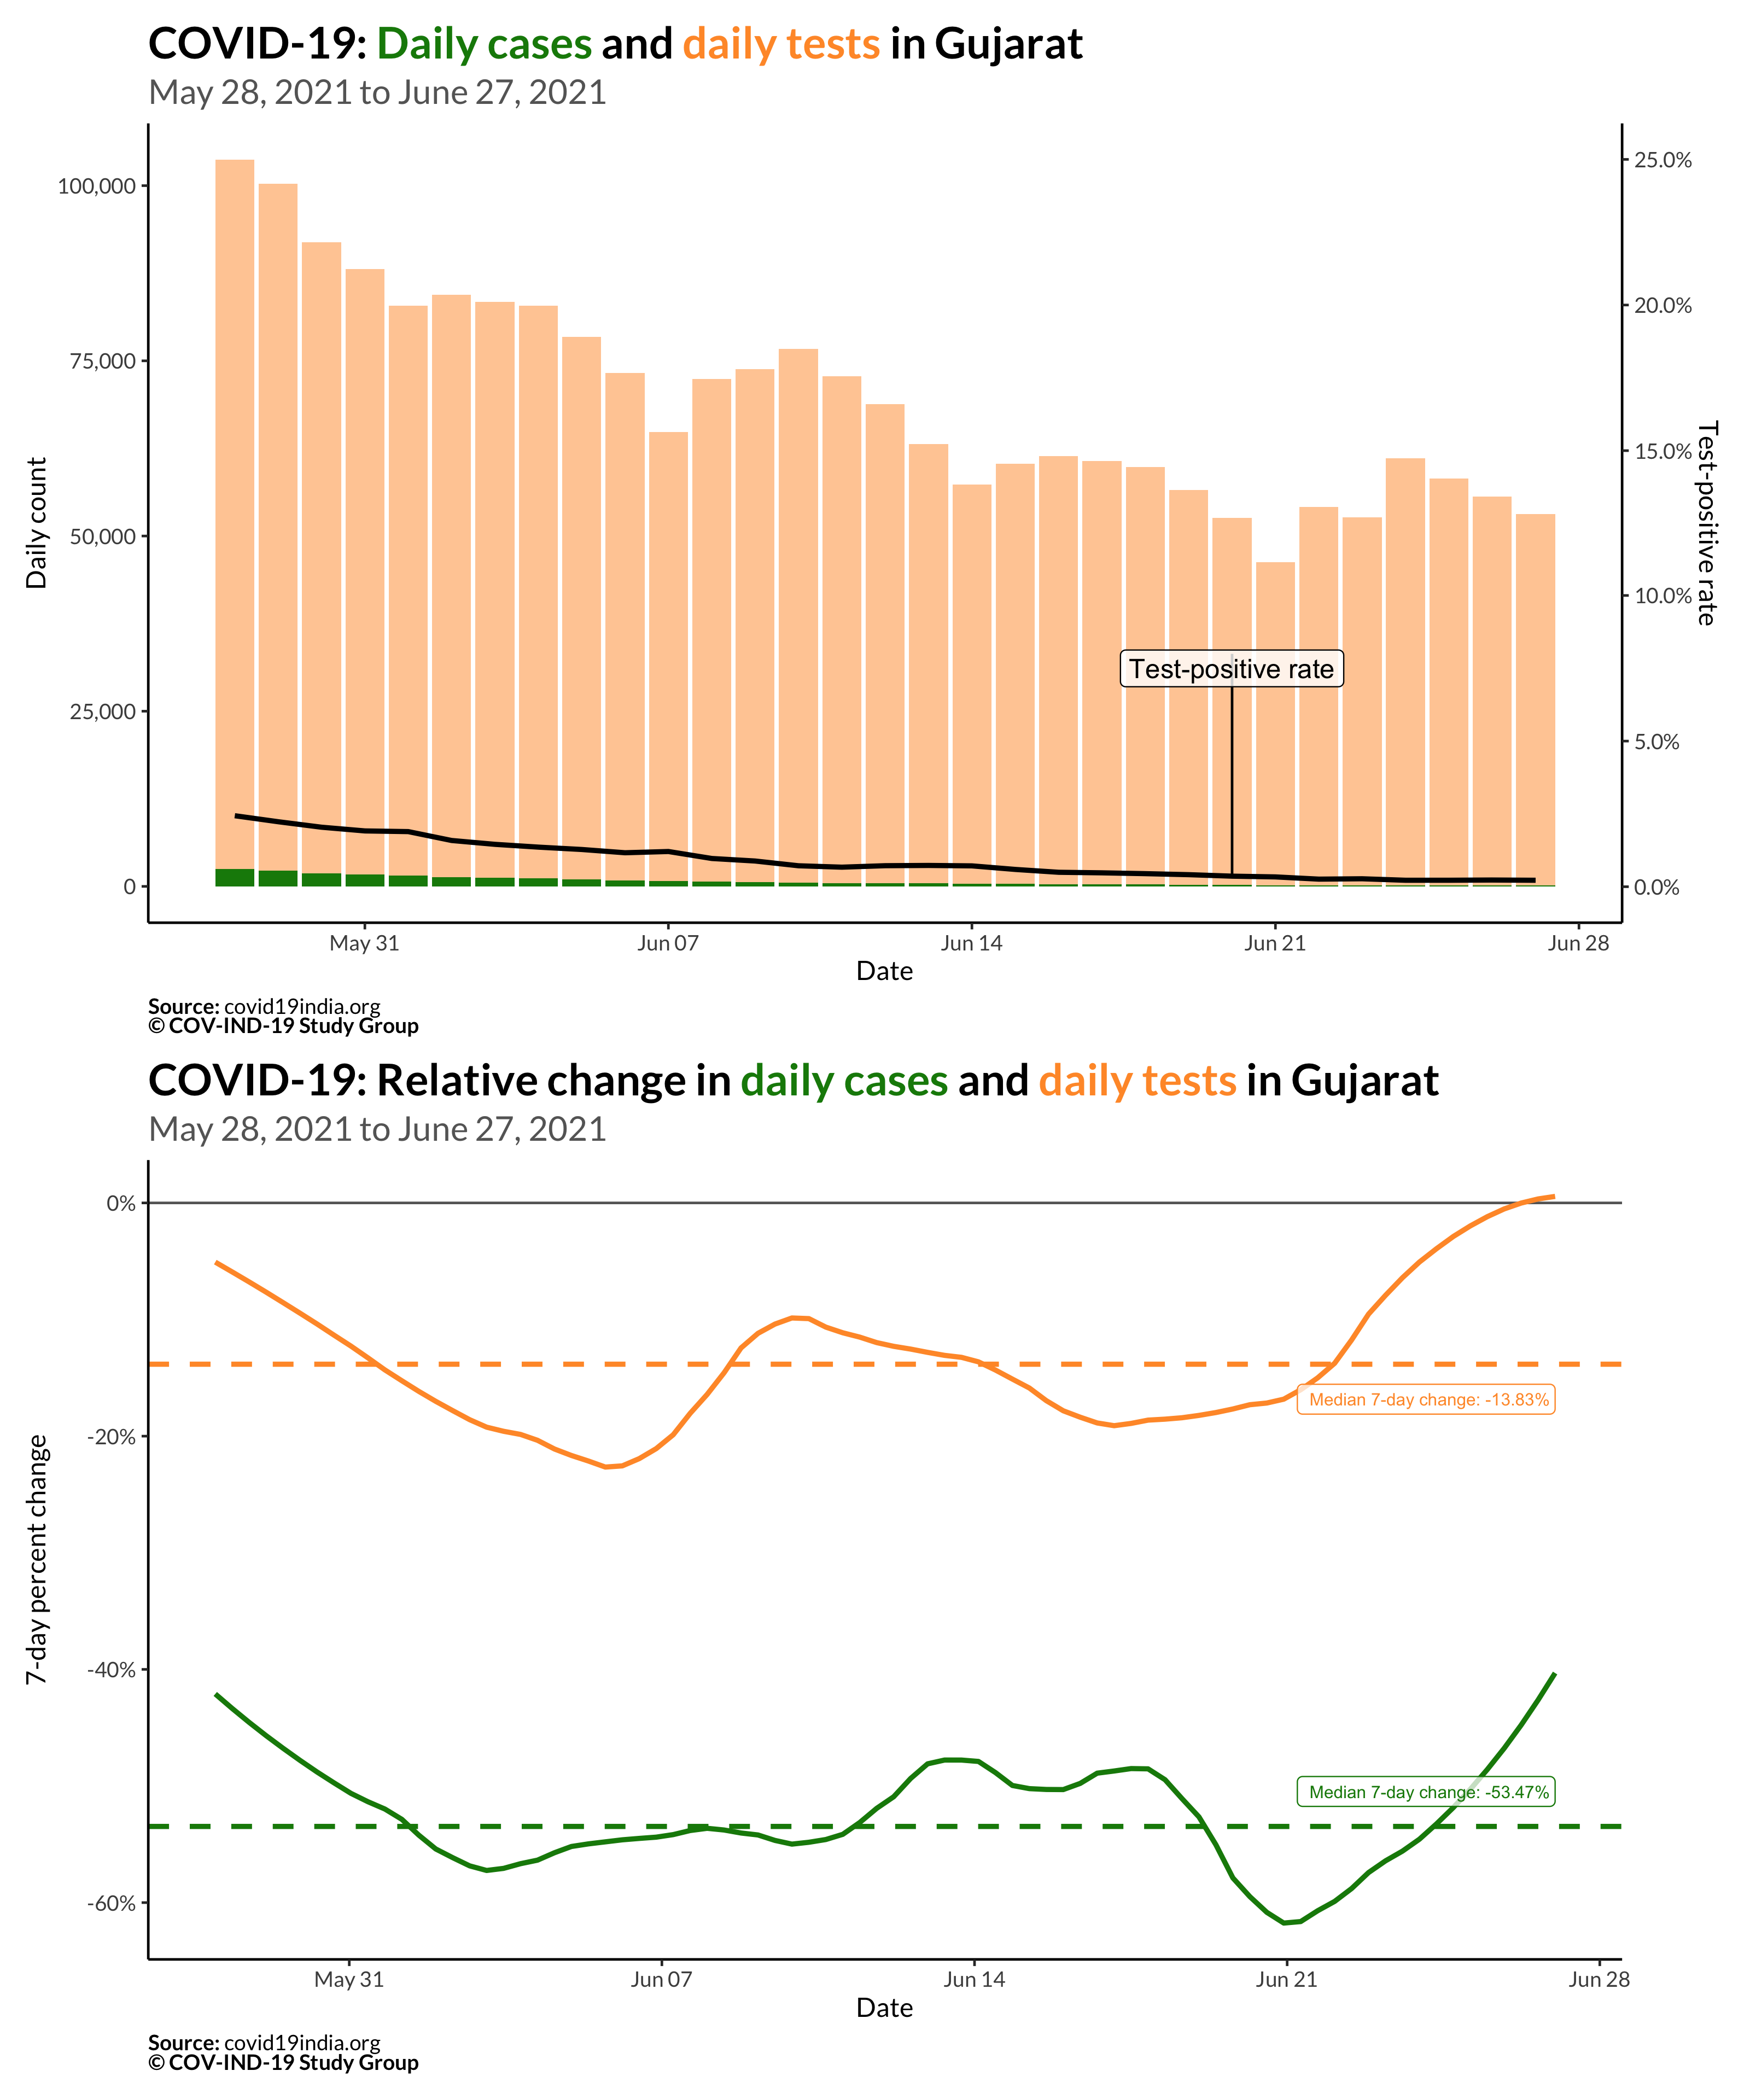 COVID-19: Daily cases and daily tests in Gujarat
May 28, 2021 to June 27, 2021
Daily count
100,000
75,000
50,000
25,000
0
25.0%
20.0%
15.0%
10.0%
5.0%
0.0%
Test-positive rate
Test-positive rate
May 31
Jun 07
Jun 14
Jun 21
Jun 28
Date
Source: covid19india.org
© COV-IND-19 Study Group
COVID-19: Relative change in daily cases and daily tests in Gujarat
May 28, 2021 to June 27, 2021
7-day percent change
0%
-20%
-40%
-60%
Median 7-day change: -13.83%
Median 7-day change: -53.47%
May 31
Jun 07
Jun 14
Jun 21
Jun 28
Date
Source: covid19india.org
© COV-IND-19 Study Group